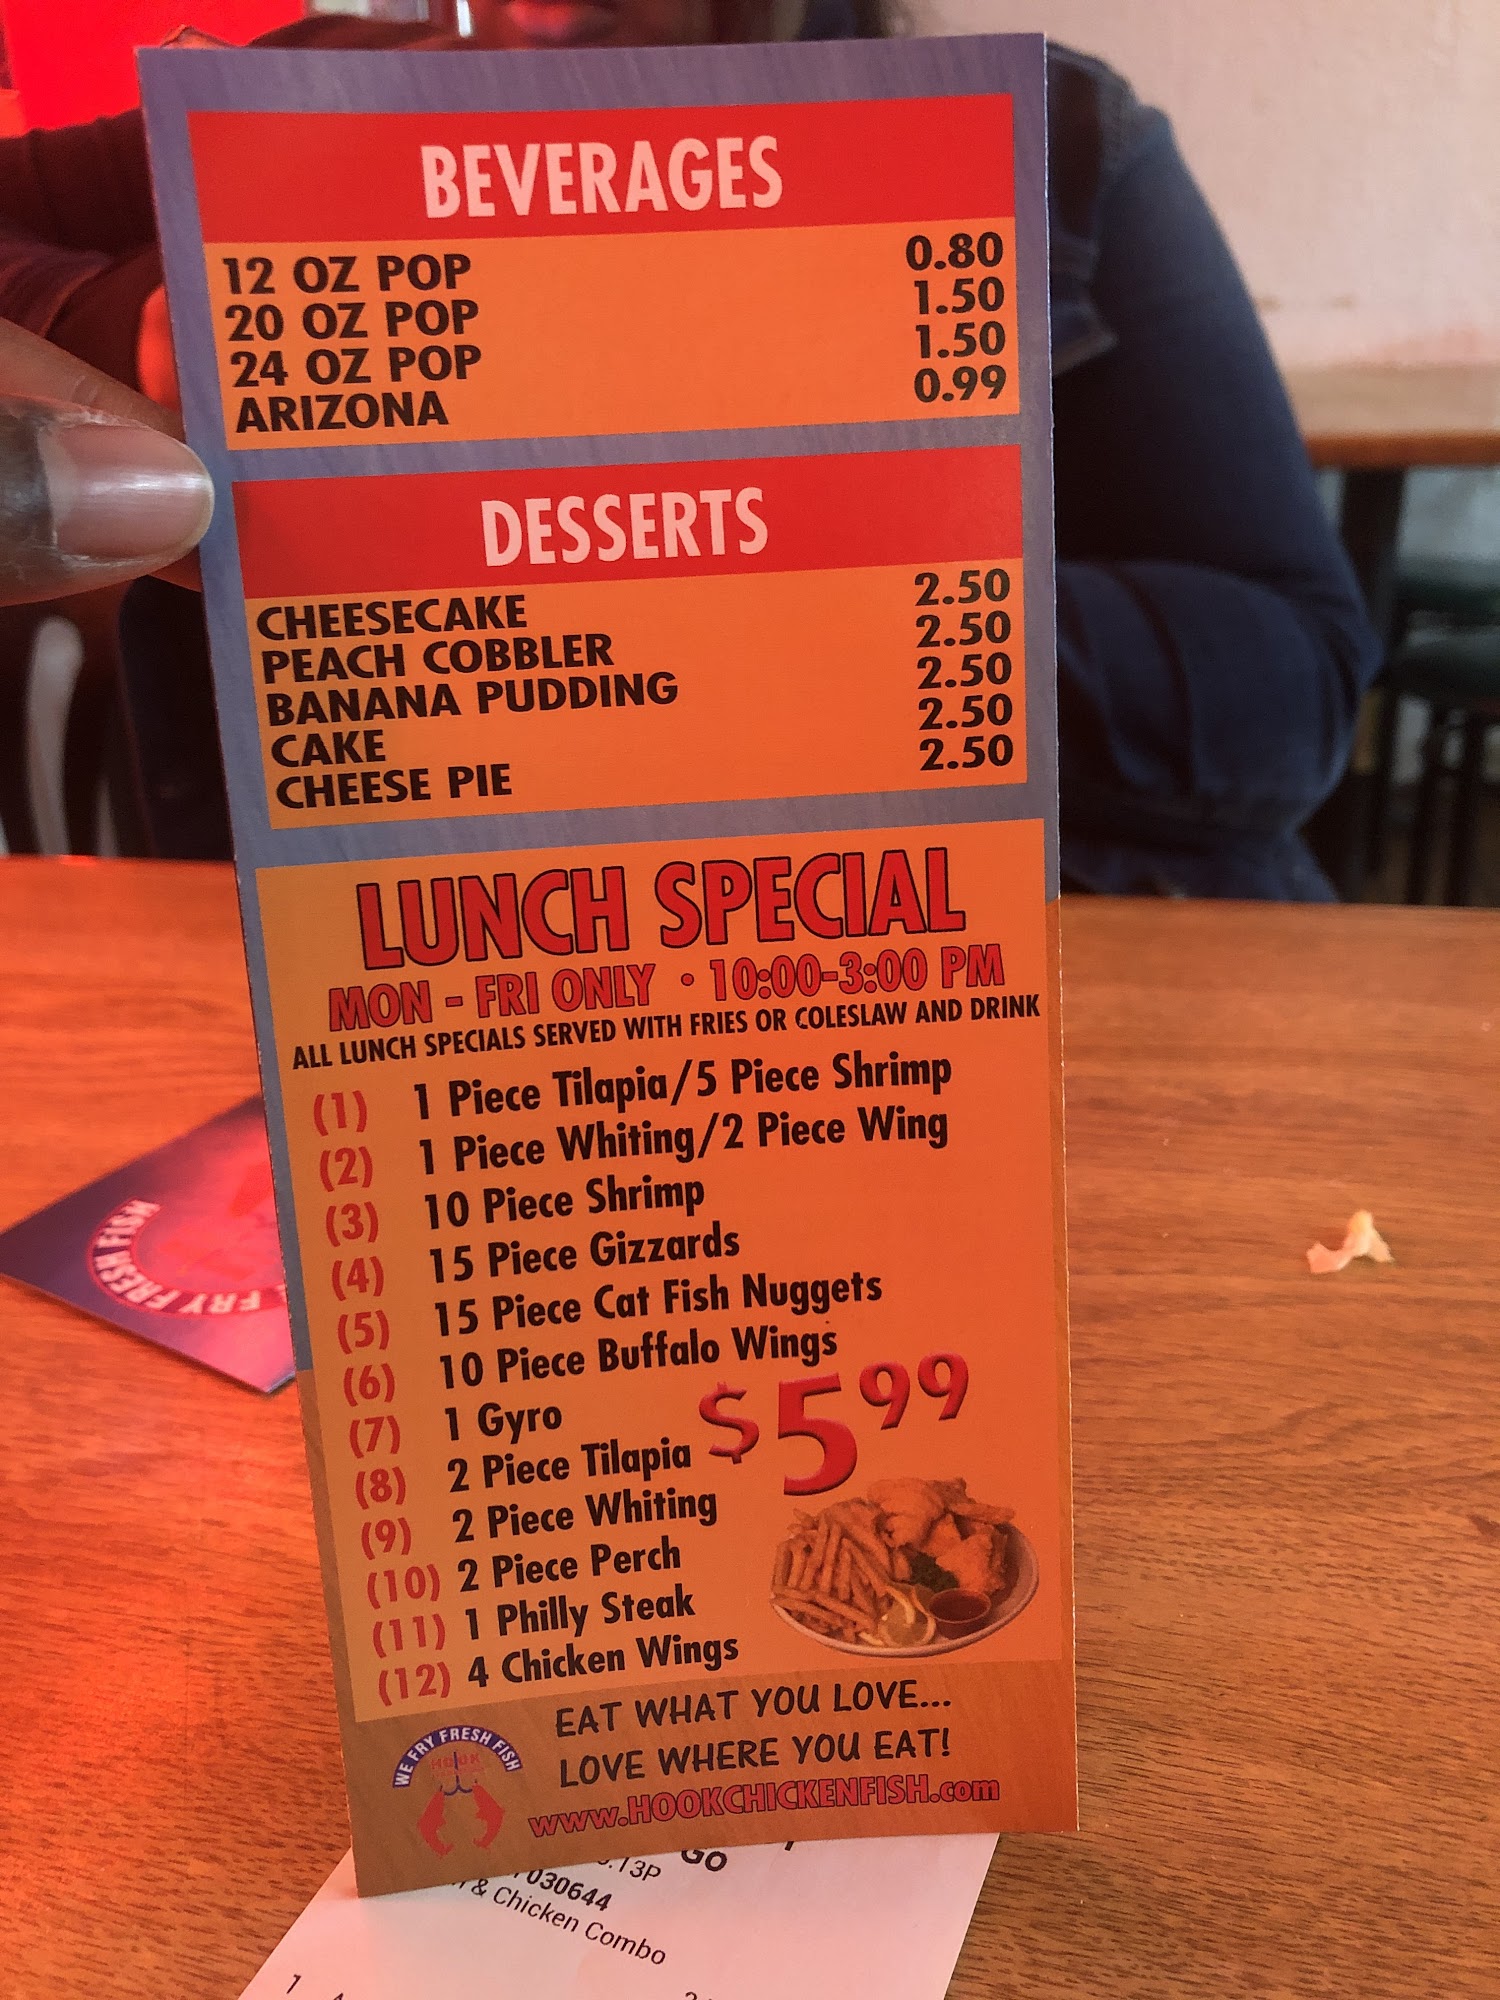 BEVERAGES
12 OZ POP 0.80
20 OZ POP 1.50
24 OZ POP 1.50
ARIZONA 0.99
DESSERTS
CHEESECAKE 2.50
PEACH COBBLER 2.50
BANANA PUDDING 2.50
CAKE 2.50
CHEESE PIE 2.50
LUNCH SPECIAL
MON - FRI ONLY • 10:00-3:00 PM
ALL LUNCH SPECIALS SERVED WITH FRIES OR COLESLAW AND DRINK
(1) 1 Piece Tilapia/5 Piece Shrimp
(2) 1 Piece Whiting/2 Piece Wing
(3) 10 Piece Shrimp
(4) 15 Piece Gizzards
(5) 15 Piece Cat Fish Nuggets
(6) 10 Piece Buffalo Wings
(7) 1 Gyro
$5.99
(8) 2 Piece Tilapia
(9) 2 Piece Whiting
(10) 2 Piece Perch
(11) 1 Philly Steak
(12) 4 Chicken Wings
EAT WHAT YOU LOVE...
LOVE WHERE YOU EAT!
www.HOOKCHICKENFISH.com
WE FRY FRESH FISH
HOOK
FRY FRESH FISH
GO
13P
030644
& Chicken Combo
1